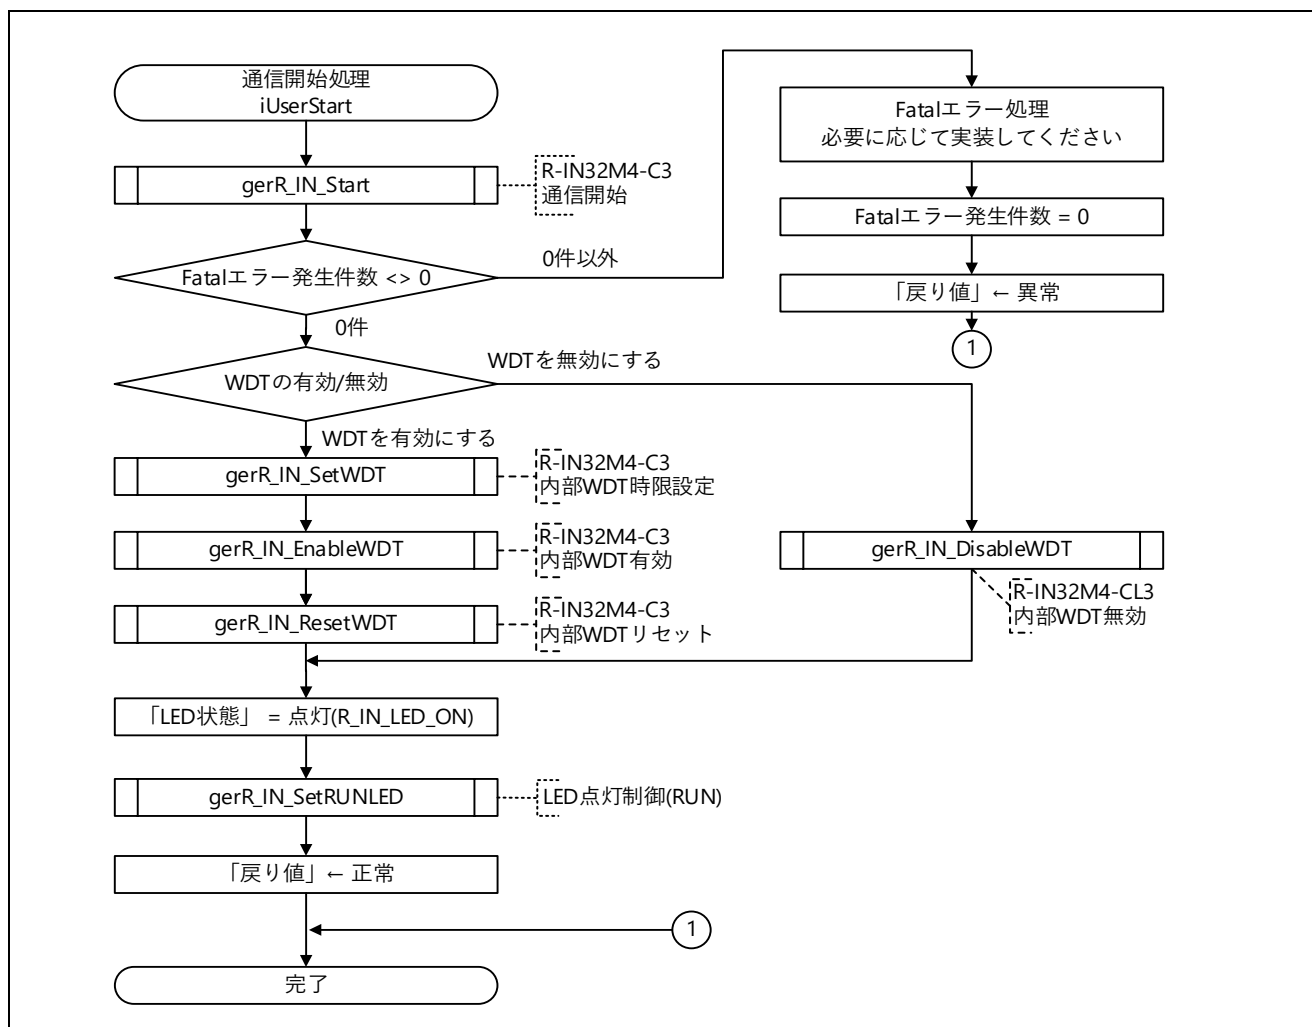 通信開始処理
iUserStart
gerR_IN_Start
R-IN32M4-C3
通信開始
Fatalエラー発生件数 <> 0
0件以外
0件
Fatalエラー処理
必要に応じて実装してください
Fatalエラー発生件数 = 0
「戻り値」← 異常
1
WDTの有効/無効
WDTを無効にする
WDTを有効にする
gerR_IN_SetWDT
R-IN32M4-C3
内部WDT時限設定
gerR_IN_EnableWDT
R-IN32M4-C3
内部WDT有効
gerR_IN_DisableWDT
R-IN32M4-CL3
内部WDT無効
gerR_IN_ResetWDT
R-IN32M4-C3
内部WDTリセット
「LED状態」 = 点灯(R_IN_LED_ON)
gerR_IN_SetRUNLED
LED点灯制御(RUN)
「戻り値」← 正常
1
完了